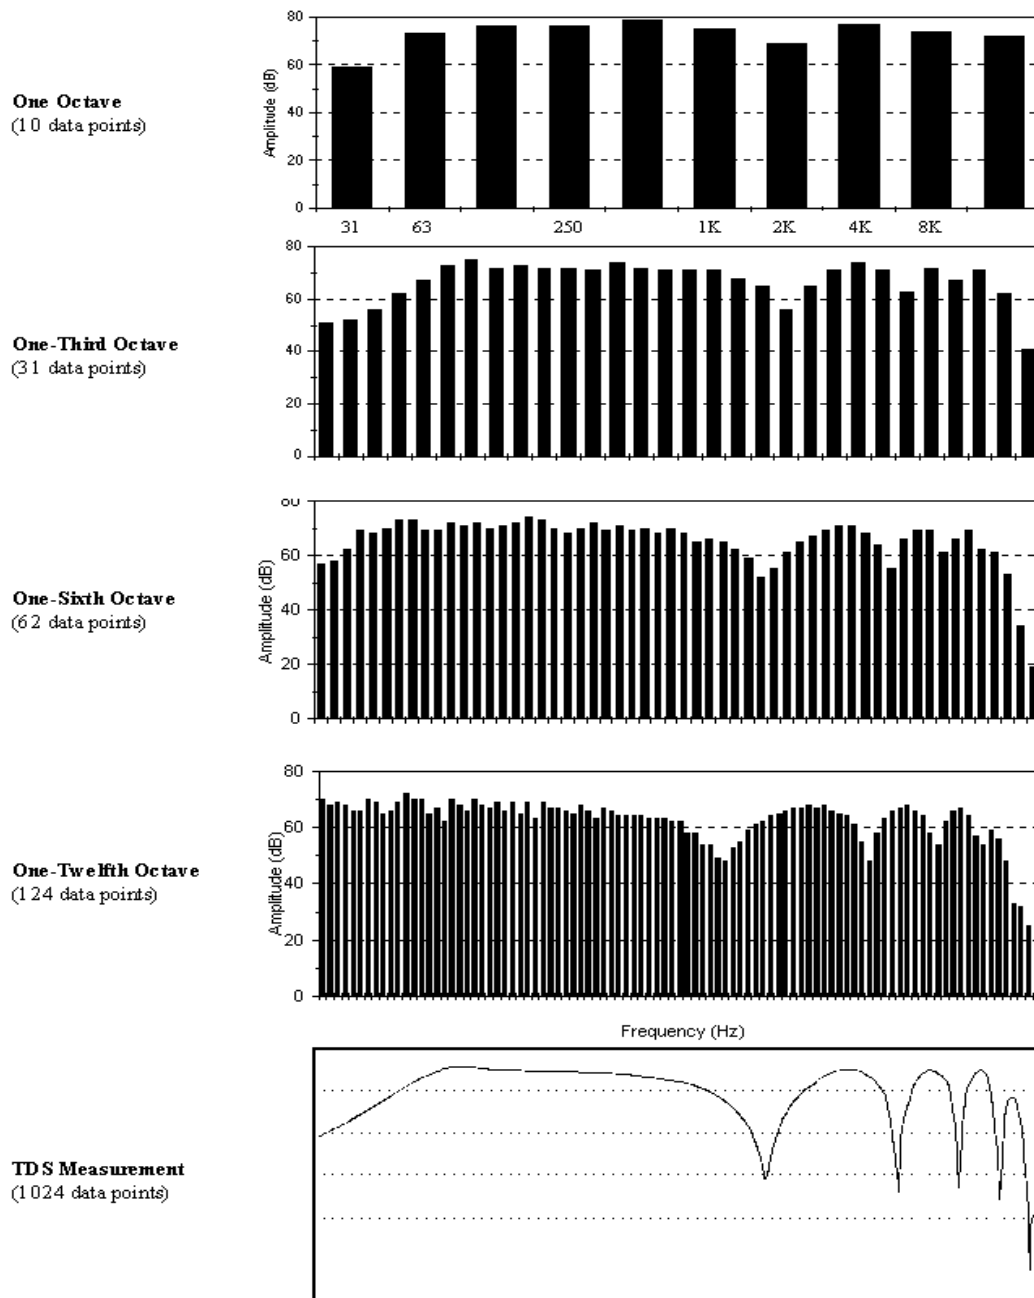 One Octave
(10 data points)
Amplitude (dB)
80
60
40
20
0
31 63 250 1K 2K 4K 8K
One-Third Octave
(31 data points)
80
60
40
20
0
One-Sixth Octave
(62 data points)
Amplitude (dB)
80
60
40
20
0
One-Twelfth Octave
(124 data points)
Amplitude (dB)
80
60
40
20
0
Frequency (Hz)
TDS Measurement
(1024 data points)